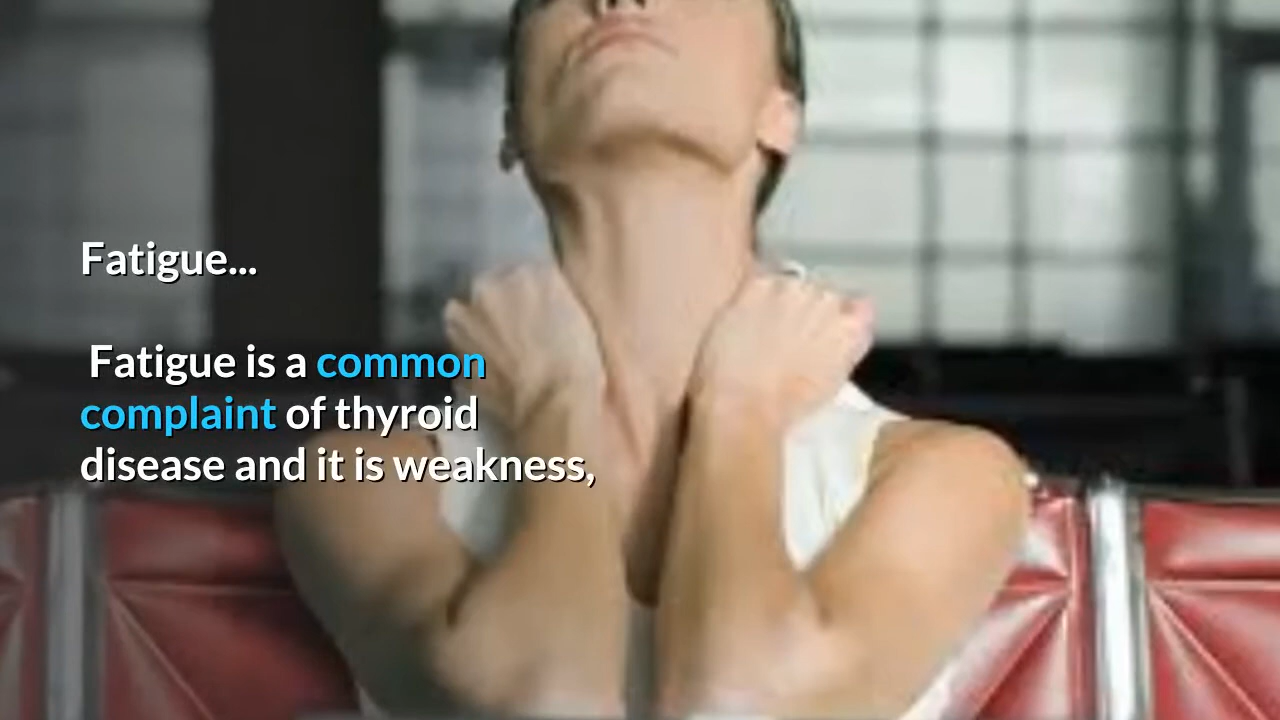 Fatigue...
Fatigue is a common
complaint of thyroid
disease and it is weakness,